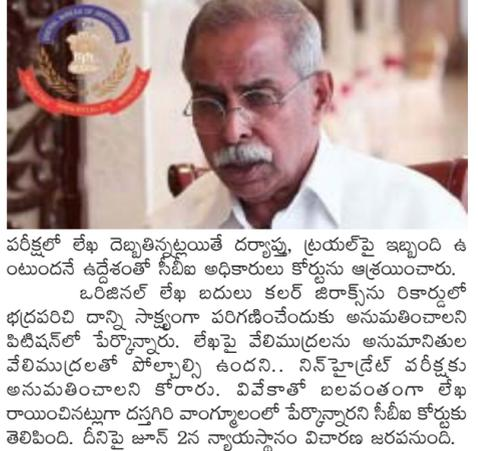 పరీక్షలో లేఖ దెబ్బతిన్నట్లయితే దర్యాప్తు, ట్రయల్‌పై ఇబ్బంది ఉ
ంటుందనే ఉద్దేశంతో సీబీఐ అధికారులు కోర్టును ఆశ్రయించారు.
ఒరిజినల్ లేఖ బదులు కలర్ జిరాక్స్‌ను రికార్డులో
భద్రపరిచి దాన్ని సాక్ష్యంగా పరిగణించేందుకు అనుమతించాలని
పిటిషన్‌లో పేర్కొన్నారు. లేఖపై వేలిముద్రలను అనుమానితుల
వేలిముద్రలతో పోల్చాల్సి ఉందని.. నిన్‌హైడ్రేట్ పరీక్షకు
అనుమతించాలని కోరారు. వివేకాతో బలవంతంగా లేఖ
రాయించినట్లుగా దస్తగిరి వాంగ్మూలంలో పేర్కొన్నారని సీబీఐ కోర్టుకు
తెలిపింది. దీనిపై జూన్ 2న న్యాయస్థానం విచారణ జరపనుంది.